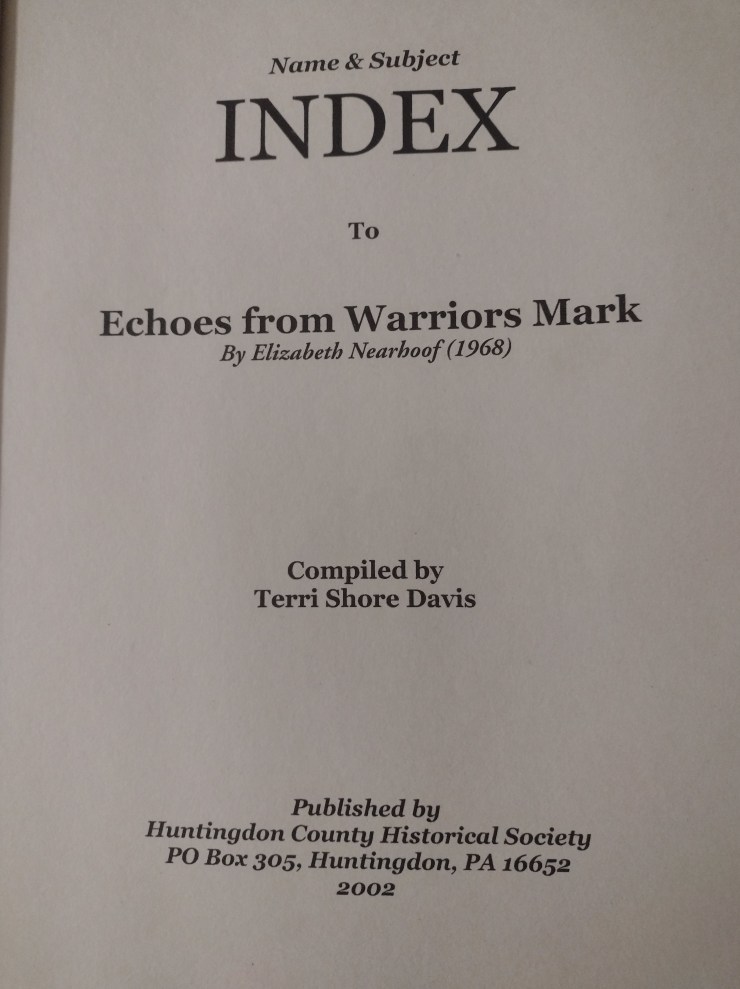 Name & Subject
INDEX
To
Echoes from Warriors Mark
By Elizabeth Nearhoof (1968)
Compiled by
Terri Shore Davis
Published by
Huntingdon County Historical Society
PO Box 305, Huntingdon, PA 16652
2002